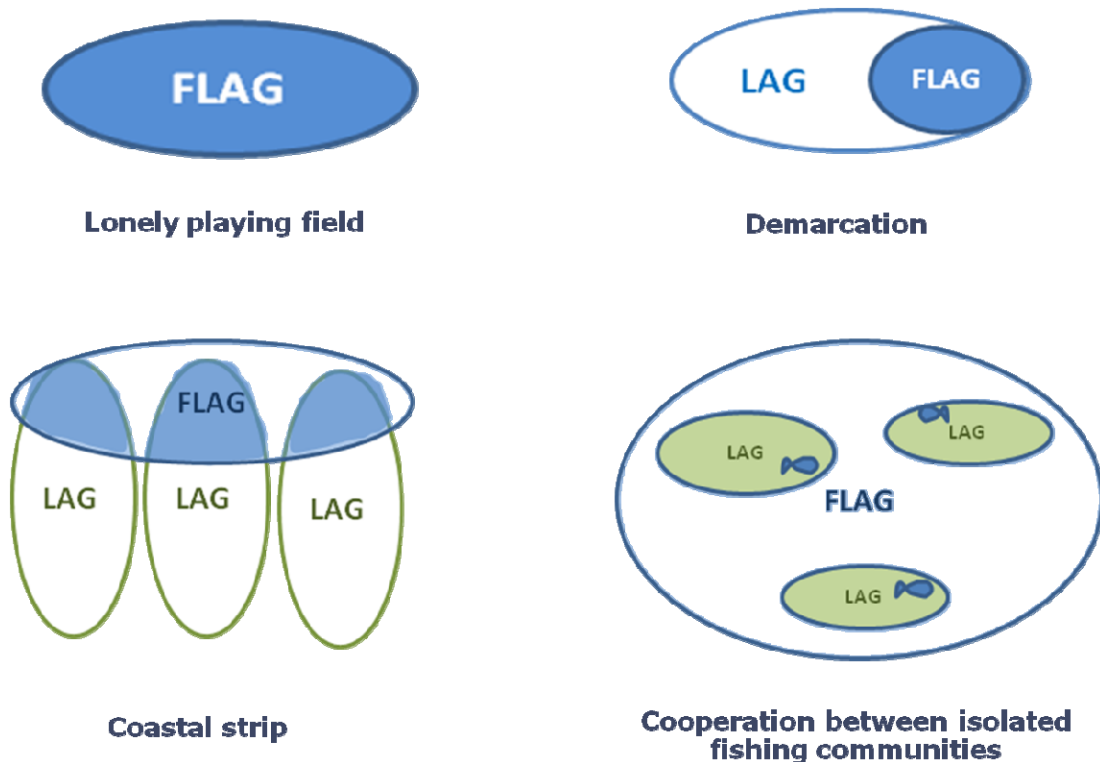 FLAG
Lonely playing field
LAG
FLAG
Demarcation
FLAG
LAG
LAG
LAG
Coastal strip
LAG
LAG
FLAG
LAG
Cooperation between isolated
fishing communities